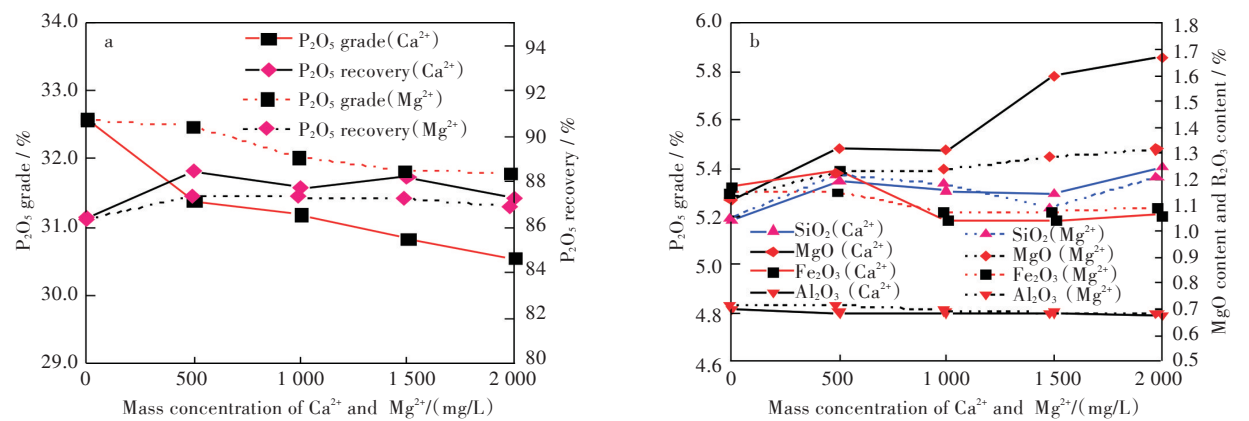 a
34.0
33.0
32.0
31.0
30.0
29.0
P₂O₅ grade / %
94
92
90
88
86
84
82
80
P₂O₅ recovery / %
P₂O₅ grade(Ca²⁺)
P₂O₅ recovery(Ca²⁺)
P₂O₅ grade(Mg²⁺)
P₂O₅ recovery(Mg²⁺)
0 500 1 000 1 500 2 000
Mass concentration of Ca²⁺ and Mg²⁺/(mg/L)
b
6.0
5.8
5.6
5.4
5.2
5.0
4.8
4.6
P₂O₅ grade / %
1.8
1.7
1.6
1.5
1.4
1.3
1.2
1.1
1.0
0.9
0.8
0.7
0.6
0.5
MgO content and R₂O₃ content / %
SiO₂(Ca²⁺)
MgO (Ca²⁺)
Fe₂O₃(Ca²⁺)
Al₂O₃ (Ca²⁺)
SiO₂(Mg²⁺)
MgO (Mg²⁺)
Fe₂O₃(Mg²⁺)
Al₂O₃ (Mg²⁺)
0 500 1 000 1 500 2 000
Mass concentration of Ca²⁺ and Mg²⁺/(mg/L)